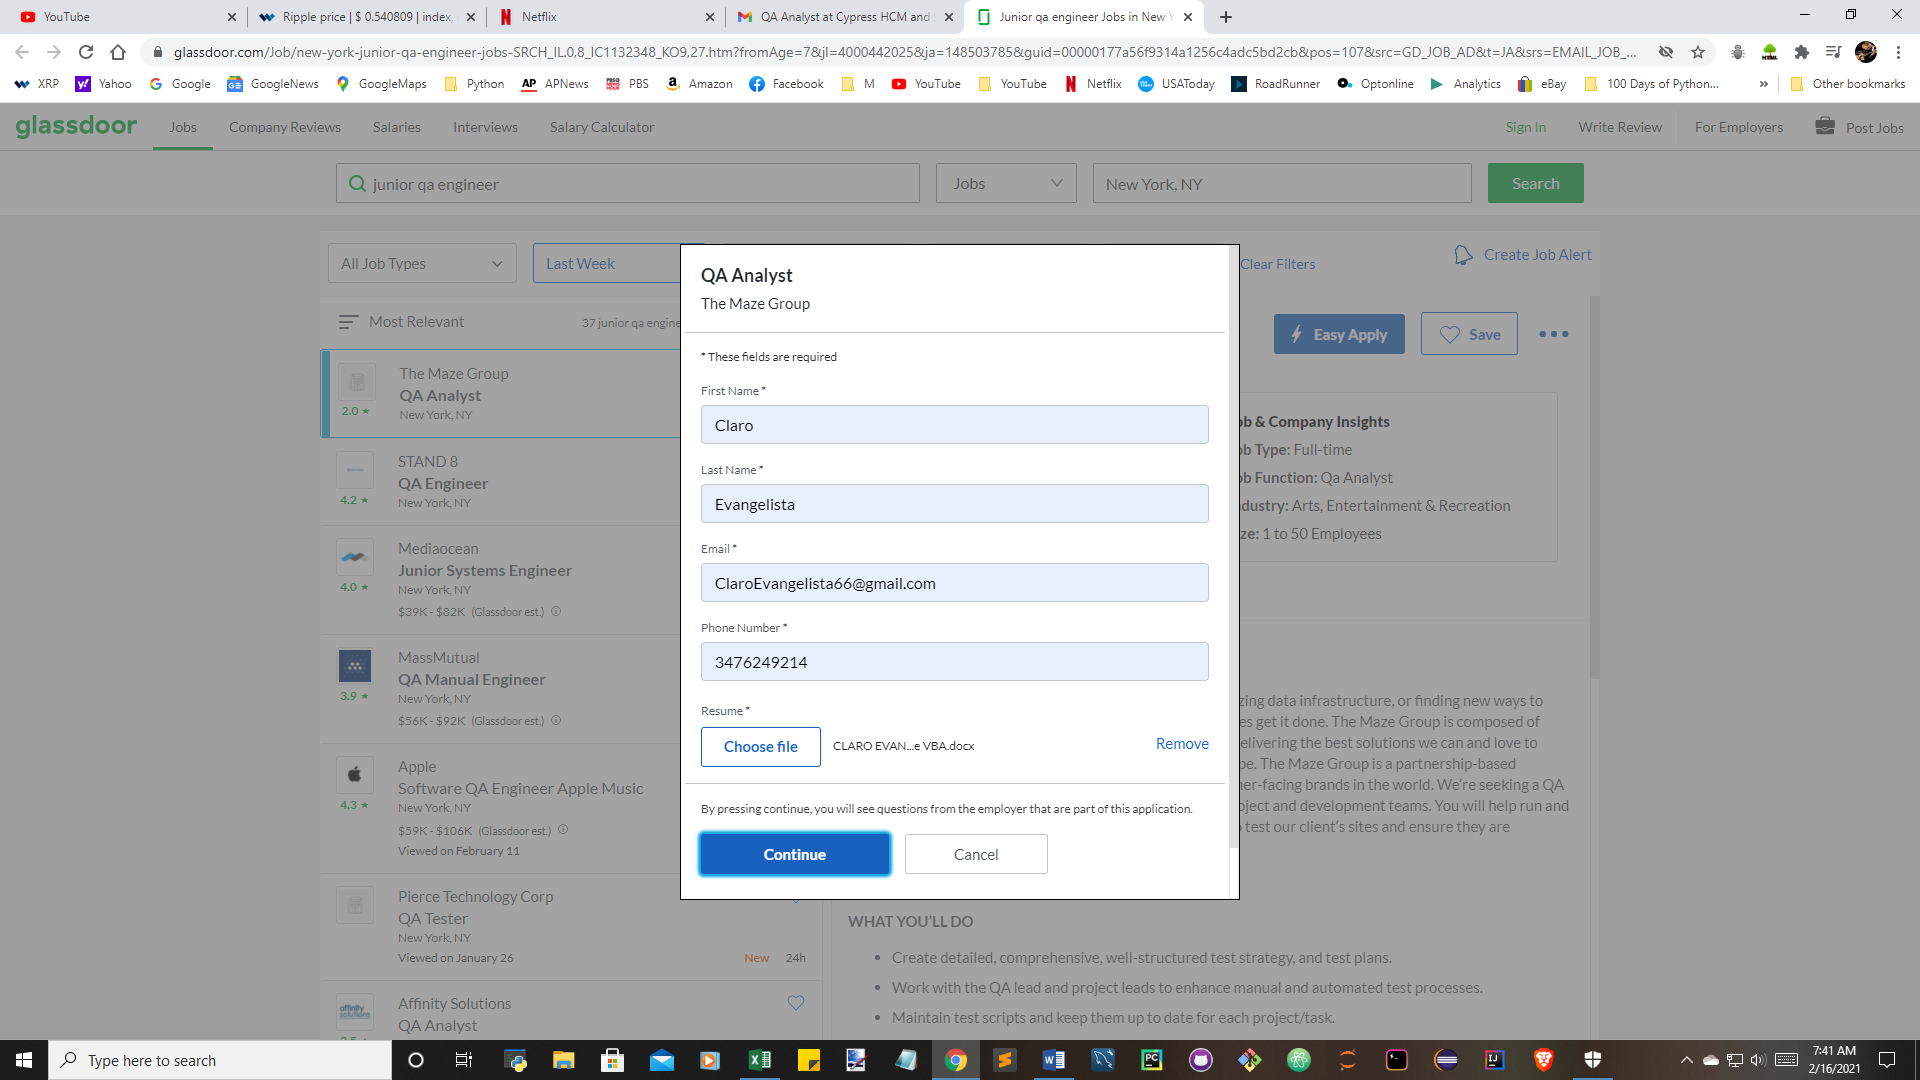 YouTube
Ripple price | $ 0.540809 | index,
Netflix
QA Analyst at Cypress HCM and
Junior qa engineer Jobs in New Y
glassdoor.com/Job/new-york-junior-qa-engineer-jobs-SRCH_IL.0,8_IC1132348_KO9,27.htm?fromAge=7&jl=4000442025&ja=148503785&guid=00000177a56f9314a1256c4adc5bd2cb&pos=107&src=GD_JOB_AD&t=JA&srs=EMAIL_JOB_...
XRP
Yahoo
Google
GoogleNews
GoogleMaps
Python
AP APNews
PBS
Amazon
Facebook
M
YouTube
YouTube
Netflix
USAToday
RoadRunner
Optonline
Analytics
eBay
100 Days of Python...
»
Other bookmarks
glassdoor
Jobs
Company Reviews
Salaries
Interviews
Salary Calculator
Sign In
Write Review
For Employers
Post Jobs
junior qa engineer
Jobs
New York, NY
Search
All Job Types
Last Week
Clear Filters
Create Job Alert
Most Relevant
37 junior qa engine
Easy Apply
Save
The Maze Group
QA Analyst
New York, NY
2.0 ★
STAND 8
QA Engineer
New York, NY
4.2 ★
Mediaocean
Junior Systems Engineer
New York, NY
4.0 ★
$39K - $82K (Glassdoor est.)
MassMutual
QA Manual Engineer
New York, NY
3.9 ★
$56K - $92K (Glassdoor est.)
Apple
Software QA Engineer Apple Music
New York, NY
4.3 ★
$59K - $106K (Glassdoor est.)
Viewed on February 11
Pierce Technology Corp
QA Tester
New York, NY
Viewed on January 26
New 24h
affinity solutions
Affinity Solutions
QA Analyst
QA Analyst
The Maze Group
* These fields are required
First Name *
Claro
Last Name *
Evangelista
Email *
ClaroEvangelista66@gmail.com
Phone Number *
3476249214
Resume *
Choose file
CLARO EVAN...e VBA.docx
Remove
By pressing continue, you will see questions from the employer that are part of this application.
Continue
Cancel
ob & Company Insights
ob Type: Full-time
ob Function: Qa Analyst
dustry: Arts, Entertainment & Recreation
ze: 1 to 50 Employees
zing data infrastructure, or finding new ways to
es get it done. The Maze Group is composed of
elivering the best solutions we can and love to
pe. The Maze Group is a partnership-based
er-facing brands in the world. We're seeking a QA
oject and development teams. You will help run and
test our client's sites and ensure they are
WHAT YOU'LL DO
• Create detailed, comprehensive, well-structured test strategy, and test plans.
• Work with the QA lead and project leads to enhance manual and automated test processes.
• Maintain test scripts and keep them up to date for each project/task.
Type here to search
7:41 AM
2/16/2021